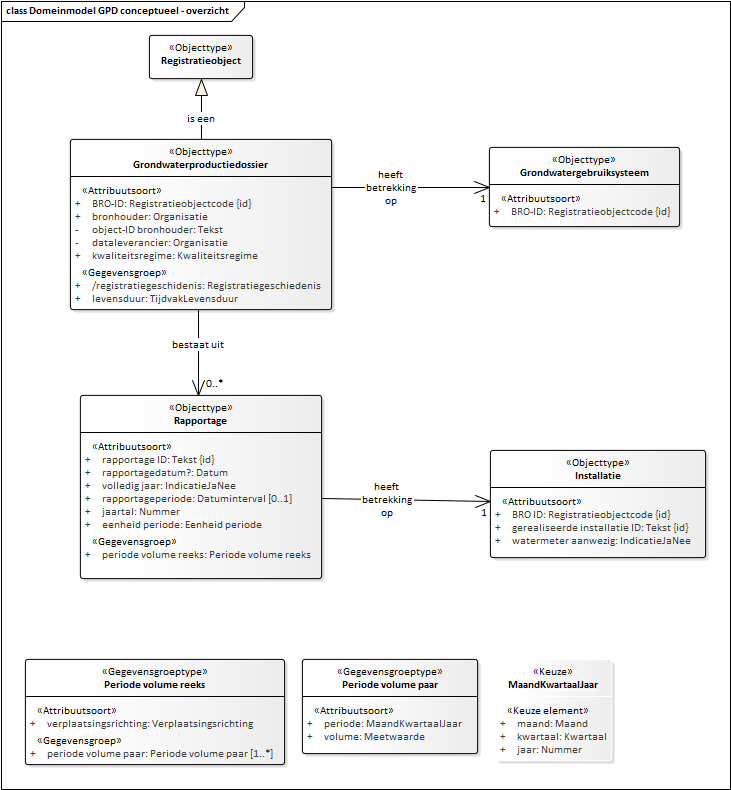 class Domeinmodel GPD conceptueel - overzicht
«Objecttype»
Registratieobject
is een
«Objecttype»
Grondwaterproductiedossier
«Attribuutsoort»
+ BRO-ID: Registratieobjectcode {id}
+ bronhouder: Organisatie
- object-ID bronhouder: Tekst
- dataleverancier: Organisatie
+ kwaliteitsregime: Kwaliteitsregime
«Gegevensgroep»
+ /registratiegeschidenis: Registratiegeschiedenis
+ levensduur: TijdvakLevensduur
heeft
betrekking
op
1
«Objecttype»
Grondwatergebruiksysteem
«Attribuutsoort»
+ BRO-ID: Registratieobjectcode {id}
bestaat uit
/0..*
«Objecttype»
Rapportage
«Attribuutsoort»
+ rapportage ID: Tekst {id}
+ rapportagedatum?: Datum
+ volledig jaar: IndicatieJaNee
+ rapportageperiode: Datuminterval [0..1]
+ jaartal: Nummer
+ eenheid periode: Eenheid periode
«Gegevensgroep»
+ periode volume reeks: Periode volume reeks
heeft
betrekking
op
1
«Objecttype»
Installatie
«Attribuutsoort»
+ BRO ID: Registratieobjectcode {id}
+ gerealiseerde installatie ID: Tekst {id}
+ watermeter aanwezig: IndicatieJaNee
«Gegevensgroeptype»
Periode volume reeks
«Attribuutsoort»
+ verplaatsingsrichting: Verplaatsingsrichting
«Gegevensgroep»
+ periode volume paar: Periode volume paar [1..*]
«Gegevensgroeptype»
Periode volume paar
«Attribuutsoort»
+ periode: MaandKwartaalJaar
+ volume: Meetwaarde
«Keuze»
MaandKwartaalJaar
«Keuze element»
+ maand: Maand
+ kwartaal: Kwartaal
+ jaar: Nummer